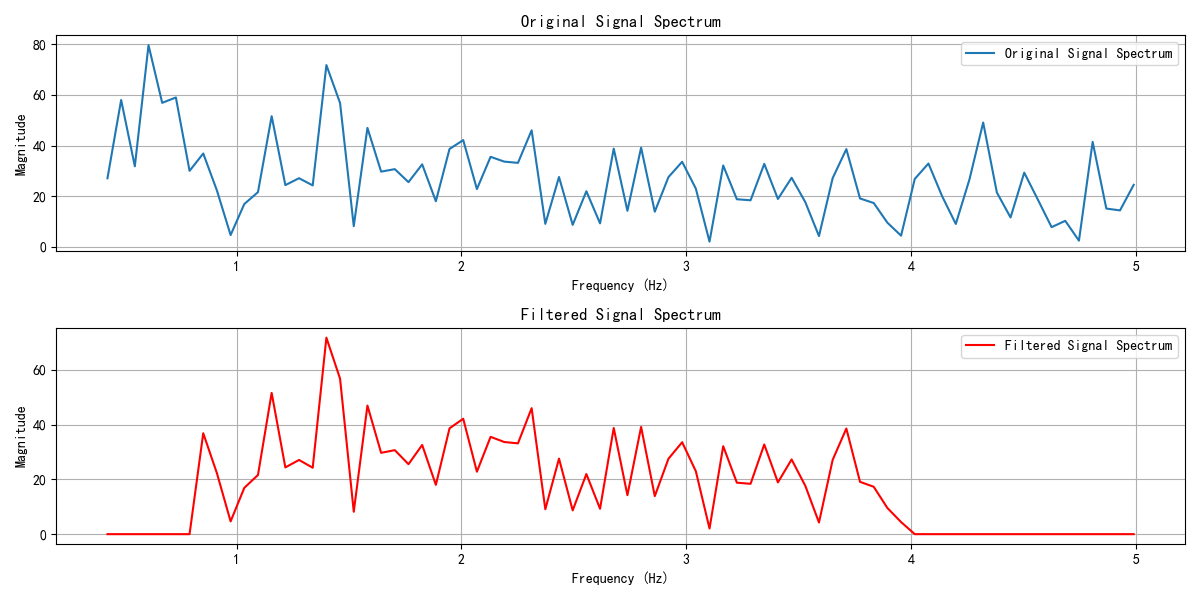 Original Signal Spectrum
80
60
40
20
0
Magnitude
Original Signal Spectrum
1
2
3
4
5
Frequency (Hz)
Filtered Signal Spectrum
60
40
20
0
Magnitude
Filtered Signal Spectrum
1
2
3
4
5
Frequency (Hz)